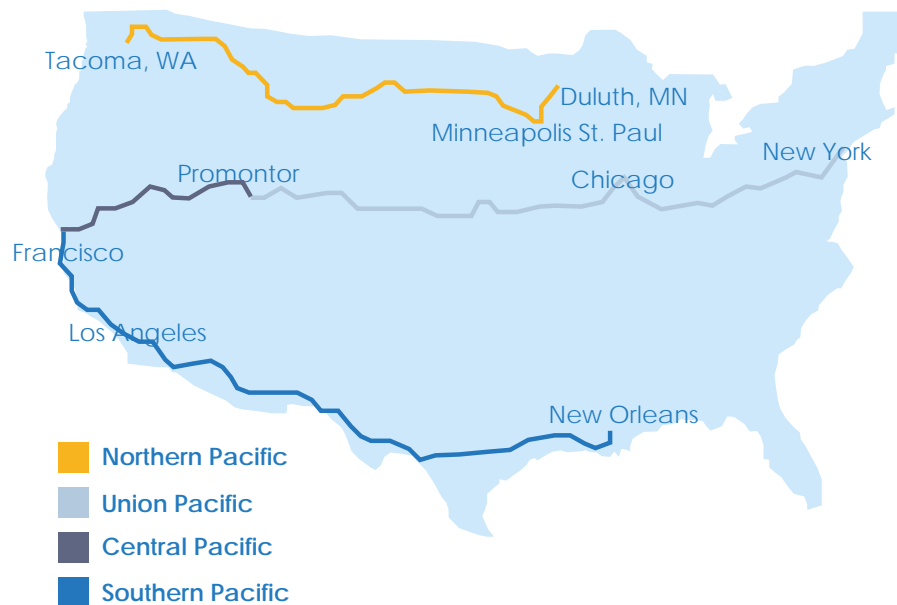 Tacoma, WA
Duluth, MN
Minneapolis St. Paul
New York
Promontor
Chicago
Francisco
Los Angeles
New Orleans
Northern Pacific
Union Pacific
Central Pacific
Southern Pacific